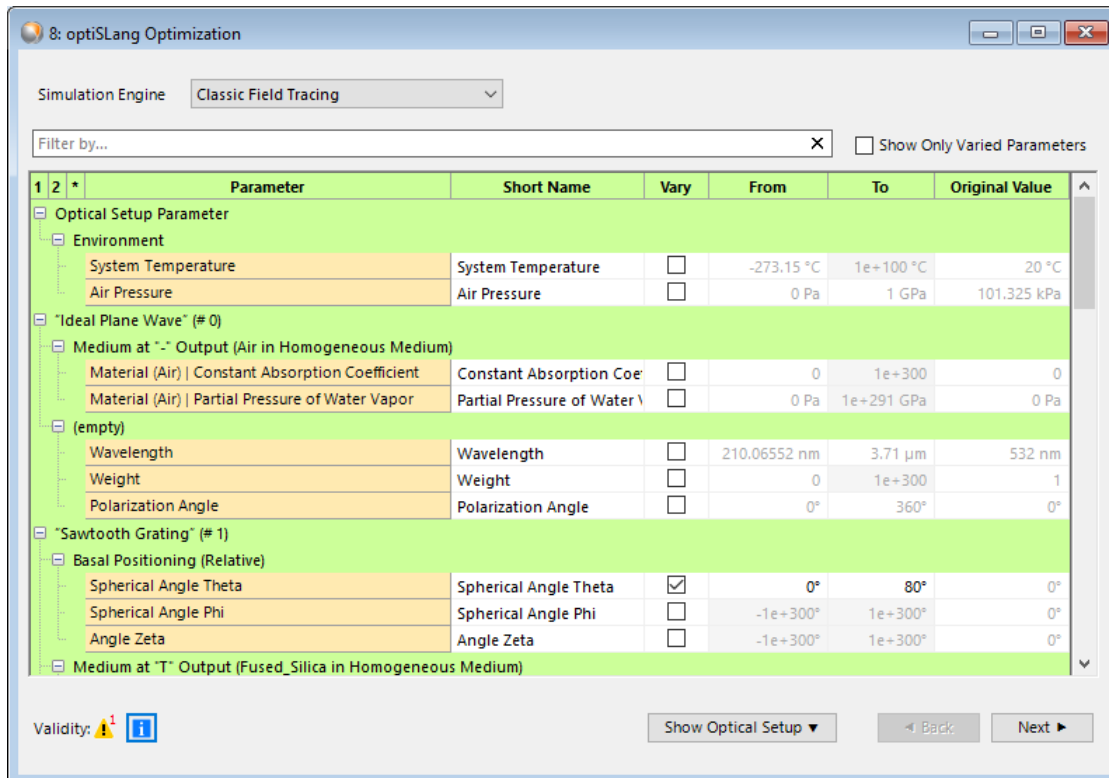 8: optiSLang Optimization
Simulation Engine Classic Field Tracing
Filter by... Show Only Varied Parameters
1 2 * Parameter Short Name Vary From To Original Value
Optical Setup Parameter
Environment
System Temperature System Temperature -273.15 °C 1e+100 °C 20 °C
Air Pressure Air Pressure 0 Pa 1 GPa 101.325 kPa
"Ideal Plane Wave" (# 0)
Medium at "-" Output (Air in Homogeneous Medium)
Material (Air) | Constant Absorption Coefficient Constant Absorption Coe 0 1e+300 0
Material (Air) | Partial Pressure of Water Vapor Partial Pressure of Water 0 Pa 1e+291 GPa 0 Pa
(empty)
Wavelength Wavelength 210.06552 nm 3.71 µm 532 nm
Weight Weight 0 1e+300 1
Polarization Angle Polarization Angle 0° 360° 0°
"Sawtooth Grating" (# 1)
Basal Positioning (Relative)
Spherical Angle Theta Spherical Angle Theta 0° 80° 0°
Spherical Angle Phi Spherical Angle Phi -1e+300° 1e+300° 0°
Angle Zeta Angle Zeta -1e+300° 1e+300° 0°
Medium at "T" Output (Fused_Silica in Homogeneous Medium)
Validity: 1 Show Optical Setup ▼ ◄ Back Next ►